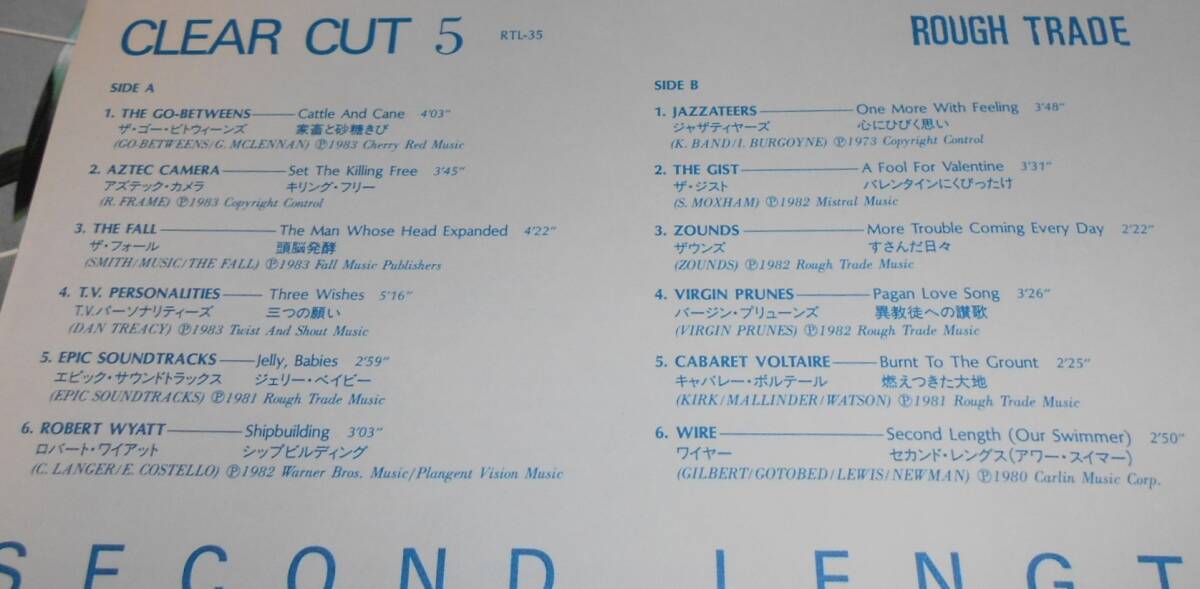 CLEAR CUT 5 RTL-35
ROUGH TRADE
SIDE A
1. THE GO-BETWEENS Cattle And Cane 4'03"
ザ・ゴー・ビトウィーンズ 家畜と砂糖きび
(GO-BETWEENS/G. MCLENNAN) Ⓟ1983 Cherry Red Music
2. AZTEC CAMERA Set The Killing Free 3'45"
アズテック・カメラ キリング・フリー
(R. FRAME) Ⓟ1983 Copyright Control
3. THE FALL The Man Whose Head Expanded 4'22"
ザ・フォール 頭脳発酵
(SMITH/MUSIC/THE FALL) Ⓟ1983 Fall Music Publishers
4. T.V. PERSONALITIES Three Wishes 5'16"
T.V.パーソナリティーズ 三つの願い
(DAN TREACY) Ⓟ1983 Twist And Shout Music
5. EPIC SOUNDTRACKS Jelly, Babies 2'59"
エピック・サウンドトラックス ジェリー・ベイビー
(EPIC SOUNDTRACKS) Ⓟ1981 Rough Trade Music
6. ROBERT WYATT Shipbuilding 3'03"
ロバート・ワイアット シップビルディング
(C. LANGER/E. COSTELLO) Ⓟ1982 Warner Bros. Music/Plangent Vision Music
SIDE B
1. JAZZATEERS One More With Feeling 3'48"
ジャザティヤーズ 心にひびく思い
(K. BAND/I. BURGOYNE) Ⓟ1973 Copyright Control
2. THE GIST A Fool For Valentine 3'31"
ザ・ジスト バレンタインにくびったけ
(S. MOXHAM) Ⓟ1982 Mistral Music
3. ZOUNDS More Trouble Coming Every Day 2'22"
ザウンズ すさんだ日々
(ZOUNDS) Ⓟ1982 Rough Trade Music
4. VIRGIN PRUNES Pagan Love Song 3'26"
バージン・プリューンズ 異教徒への讃歌
(VIRGIN PRUNES) Ⓟ1982 Rough Trade Music
5. CABARET VOLTAIRE Burnt To The Grount 2'25"
キャバレー・ボルテール 燃えつきた大地
(KIRK/MALLINDER/WATSON) Ⓟ1981 Rough Trade Music
6. WIRE Second Length (Our Swimmer) 2'50"
ワイヤー セカンド・レングス(アワー・スイマー)
(GILBERT/GOTOBED/LEWIS/NEWMAN) Ⓟ1980 Carlin Music Corp.
SECOND LENGT